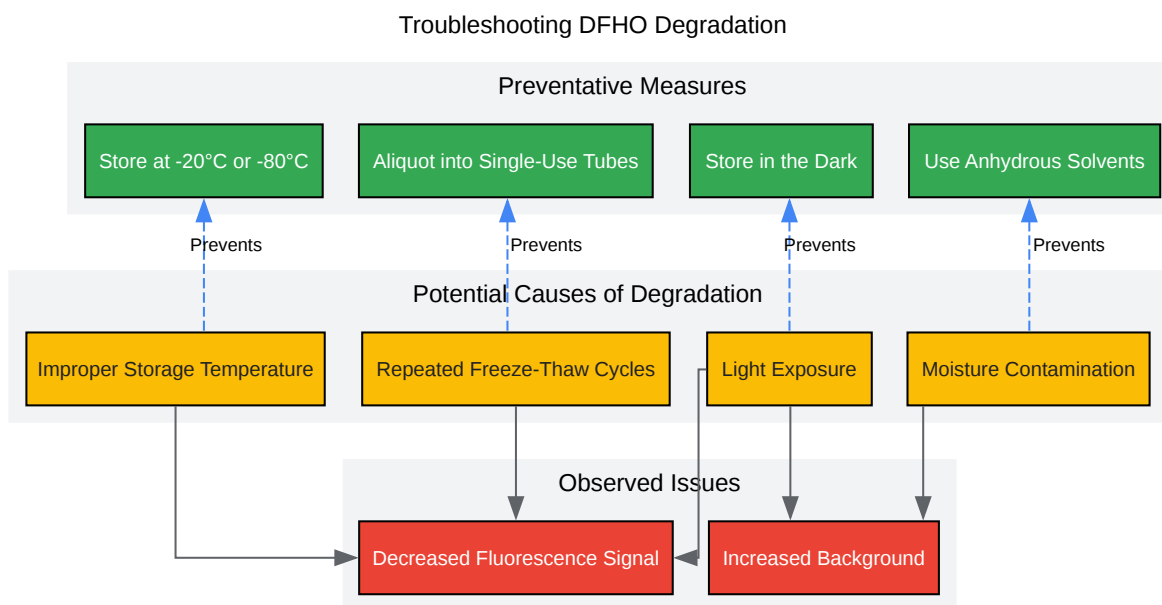 Troubleshooting DFHO Degradation
Preventative Measures
Store at -20°C or -80°C
Aliquot into Single-Use Tubes
Store in the Dark
Use Anhydrous Solvents
Prevents
Prevents
Prevents
Prevents
Potential Causes of Degradation
Improper Storage Temperature
Repeated Freeze-Thaw Cycles
Light Exposure
Moisture Contamination
Observed Issues
Decreased Fluorescence Signal
Increased Background